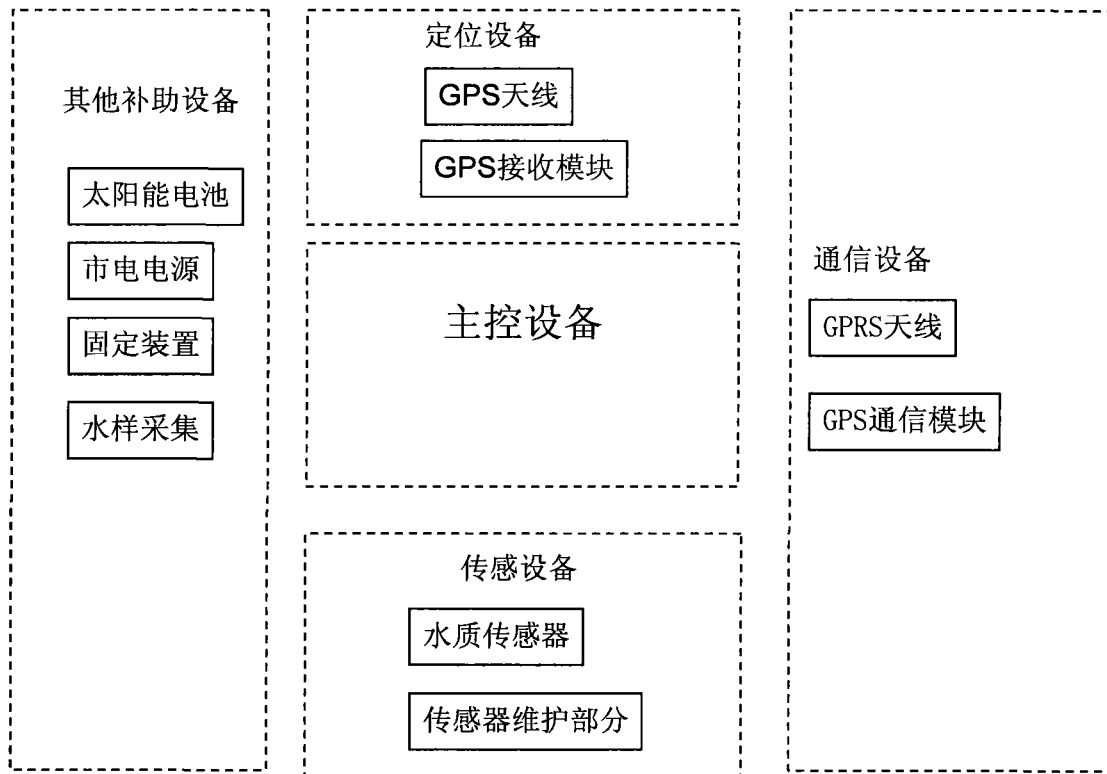 其他补助设备
太阳能电池
市电电源
固定装置
水样采集
定位设备
GPS天线
GPS接收模块
主控设备
传感设备
水质传感器
传感器维护部分
通信设备
GPRS天线
GPS通信模块